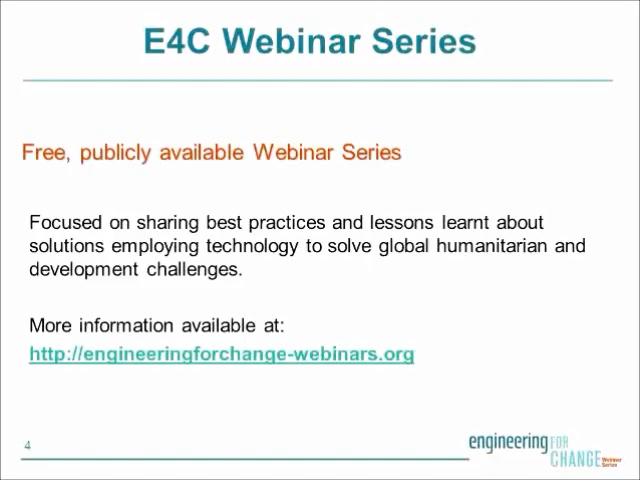 E4C Webinar Series
Free, publicly available Webinar Series
Focused on sharing best practices and lessons learnt about
solutions employing technology to solve global humanitarian and
development challenges.
More information available at:
http://engineeringforchange-webinars.org
4
engineering FOR
CHANGE Webinar
Series